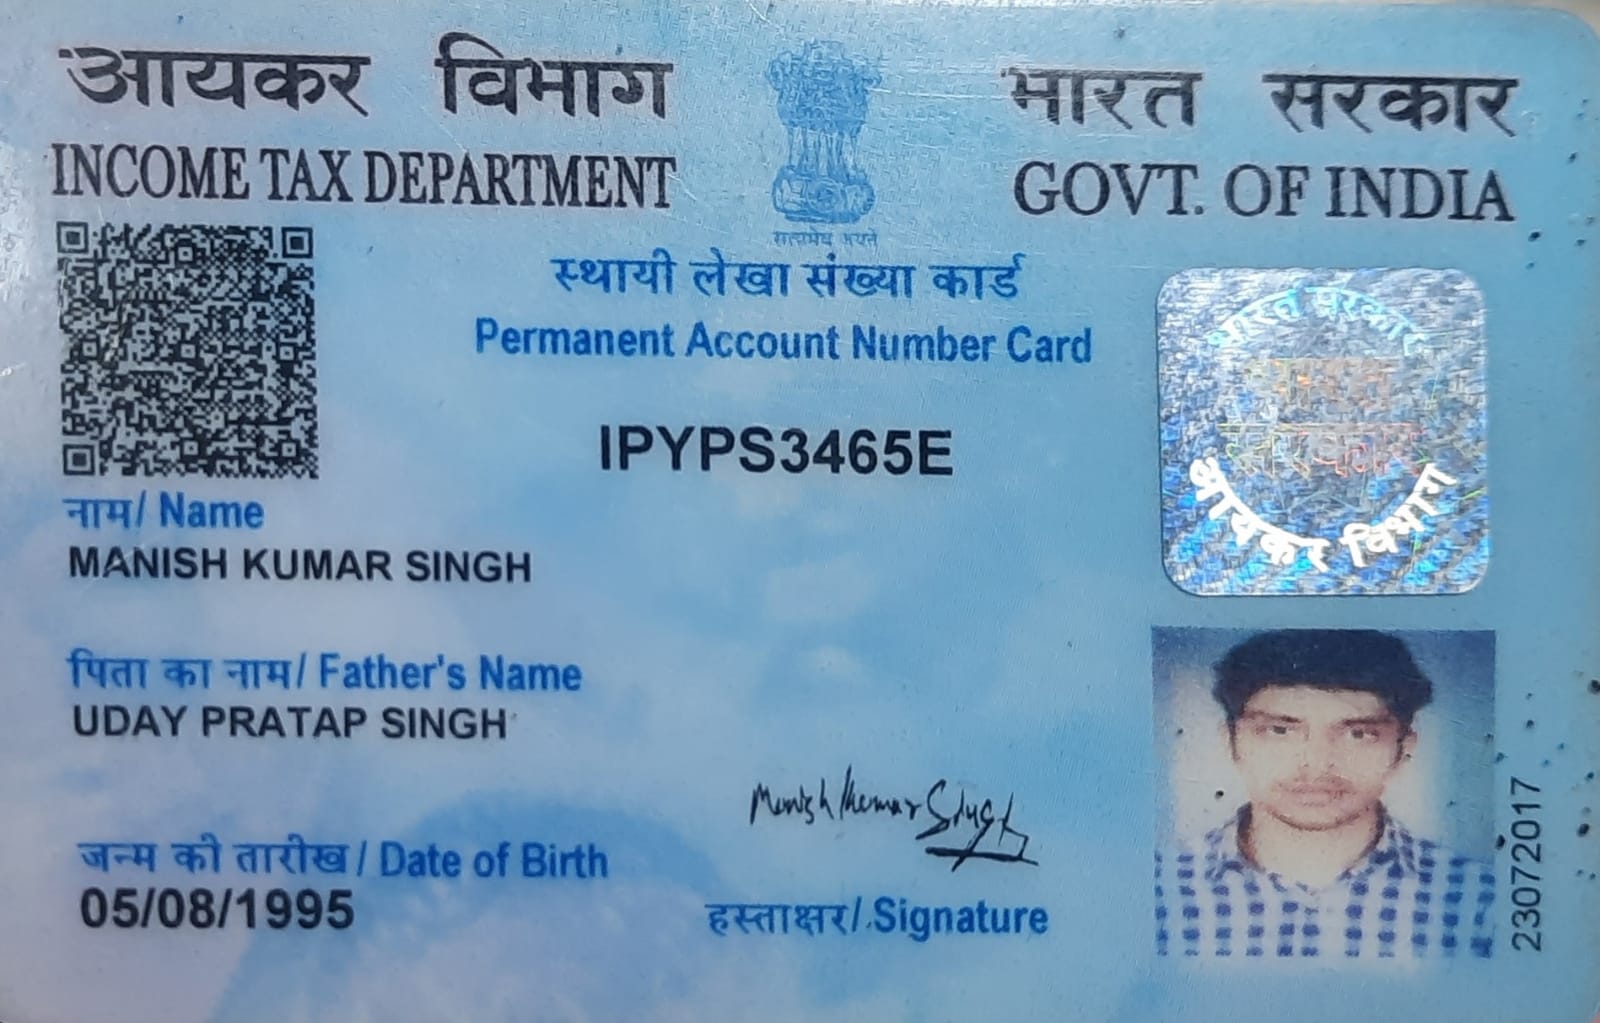 आयकर विभाग
INCOME TAX DEPARTMENT
भारत सरकार
GOVT. OF INDIA
सत्यमेव जयते
स्थायी लेखा संख्या कार्ड
Permanent Account Number Card
IPYPS3465E
भारत सरकार
भारत
सरकार
आयकर विभाग
नाम/ Name
MANISH KUMAR SINGH
पिता का नाम/ Father's Name
UDAY PRATAP SINGH
जन्म की तारीख / Date of Birth
05/08/1995
Manish Kumar Singh
हस्ताक्षर/ Signature
23072017